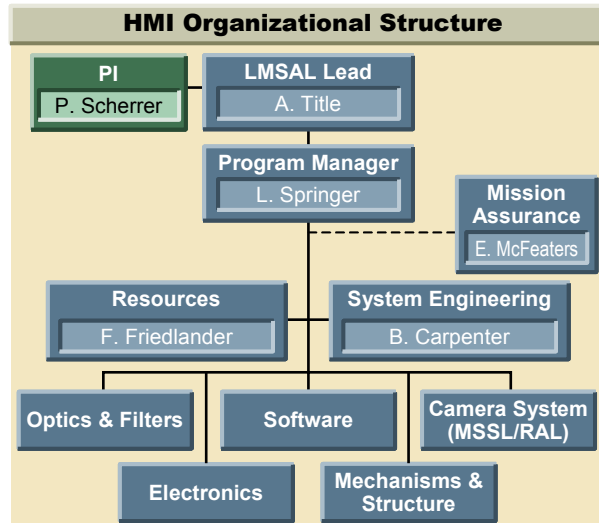 HMI Organizational Structure
PI
P. Scherrer
LMSAL Lead
A. Title
Program Manager
L. Springer
Mission
Assurance
E. McFeaters
Resources
F. Friedlander
System Engineering
B. Carpenter
Optics & Filters
Software
Camera System
(MSSL/RAL)
Electronics
Mechanisms &
Structure